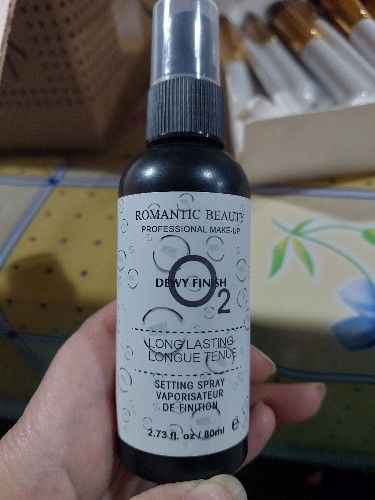 ROMANTIC BEAUTY
PROFESSIONAL MAKE-UP
DEWY FINISH
O2
LONG LASTING
LONGUE TENUE
SETTING SPRAY
VAPORISATEUR
DE FINITION
2.73 fl. oz / 80ml e